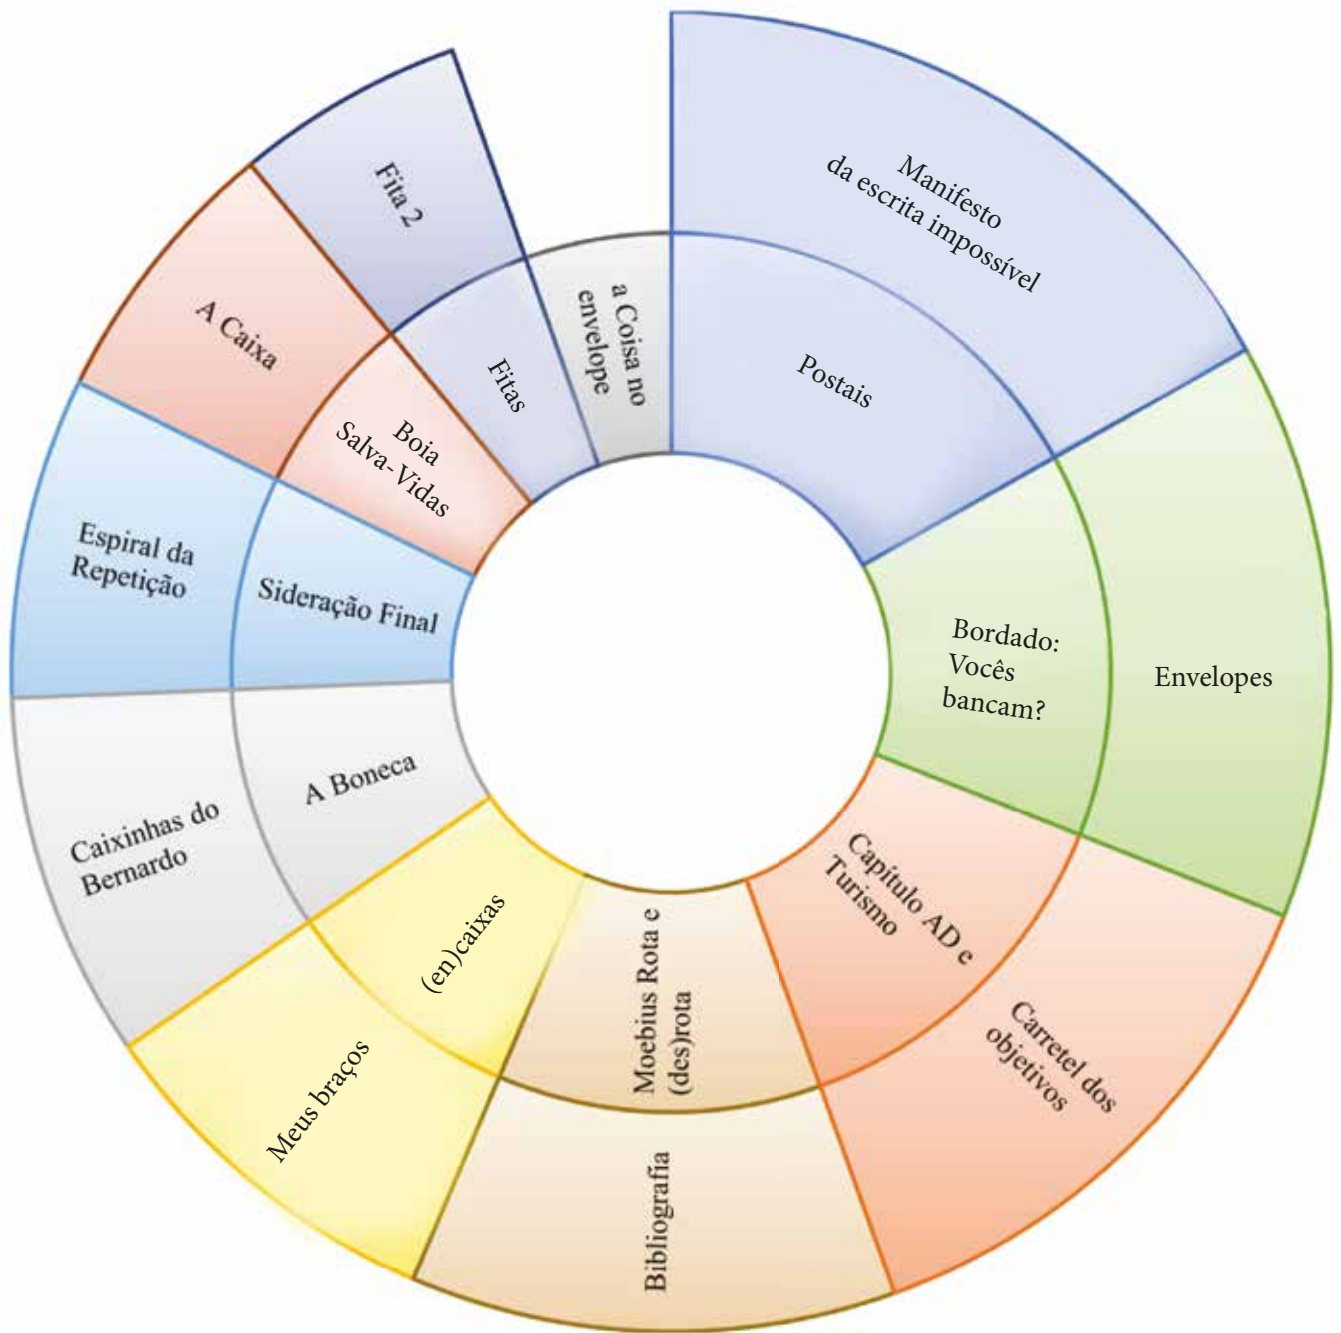 Manifesto
da escrita impossível
Postais
Envelopes
Bordado:
Vocês
bancam?
Carretel dos
objetivos
Capítulo AD e
Turismo
Bibliografia
Moebius Rota e
(des)rota
Meus braços
(en)caixas
Caixinhas do
Bernardo
A Boneca
Espiral da
Repetição
Sideração Final
A Caixa
Boia
Salva-Vidas
Fita 2
Fitas
a Coisa no
envelope